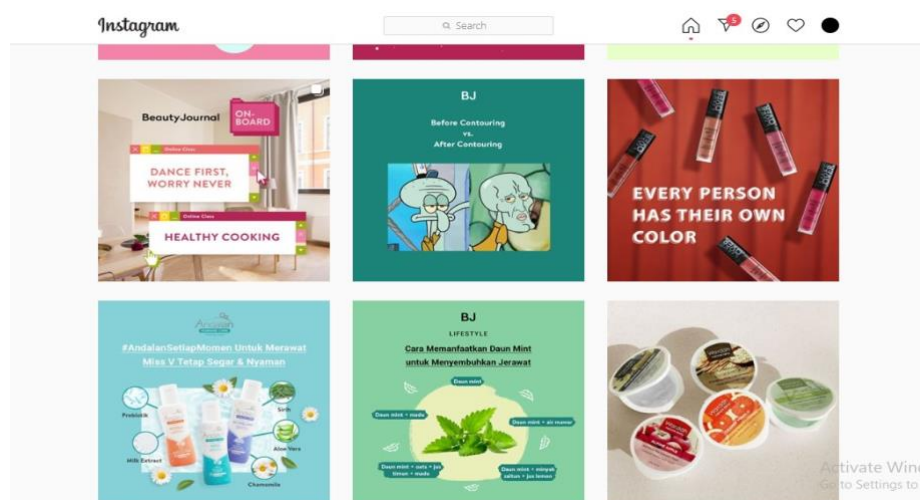 Instagram
Search
5
BeautyJournal
ON-
BOARD
Online Class
DANCE FIRST,
WORRY NEVER
Online Class
HEALTHY COOKING
BJ
Before Contouring
vs.
After Contouring
EVERY PERSON
HAS THEIR OWN
COLOR
Andalan
#AndalanSetiapMomen Untuk Merawat
Miss V Tetap Segar & Nyaman
Prebiotik
Sirih
Milk Extract
Aloe Vera
Chamomile
BJ
LIFESTYLE
Cara Memanfaatkan Daun Mint
untuk Menyembuhkan Jerawat
Daun mint
Daun mint + madu
Daun mint + air mawar
Daun mint + oats + jus
timun + madu
Daun mint + minyak
zaitun + jus lemon
Activate Win
Go to Settings to